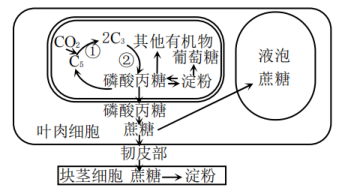 CO₂ 2C₃ 其他有机物
① 葡萄糖
C₅ ②
磷酸丙糖 淀粉
液泡
蔗糖
磷酸丙糖
叶肉细胞 蔗糖
韧皮部
块茎细胞 蔗糖→淀粉